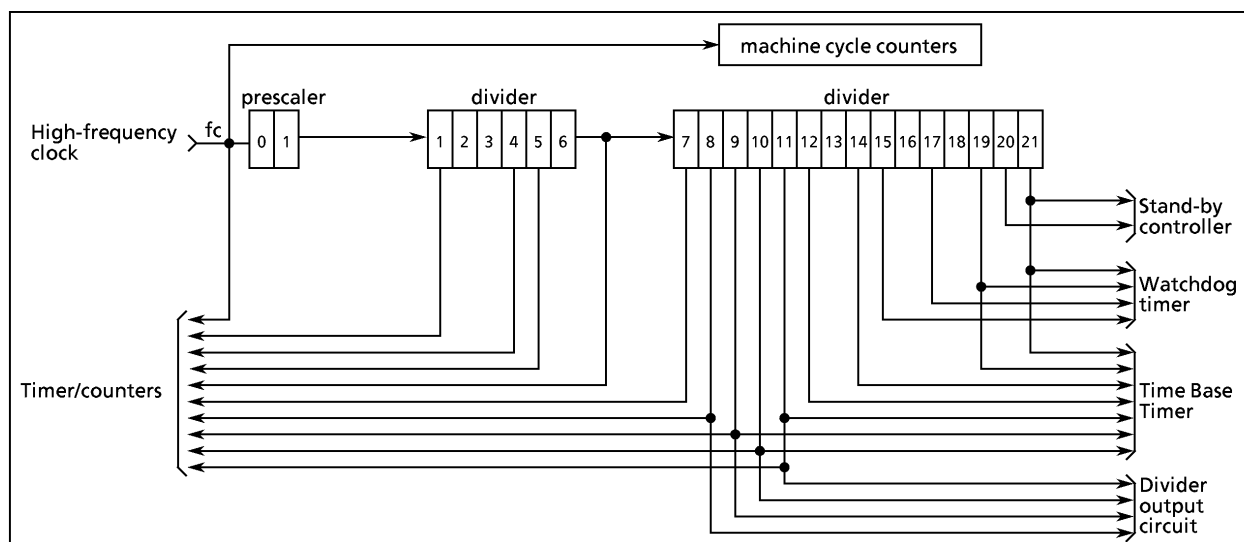 machine cycle counters
prescaler
divider
divider
High-frequency
clock
fc
0 1
1 2 3 4 5 6
7 8 9 10 11 12 13 14 15 16 17 18 19 20 21
Stand-by
controller
Watchdog
timer
Timer/counters
Time Base
Timer
Divider
output
circuit